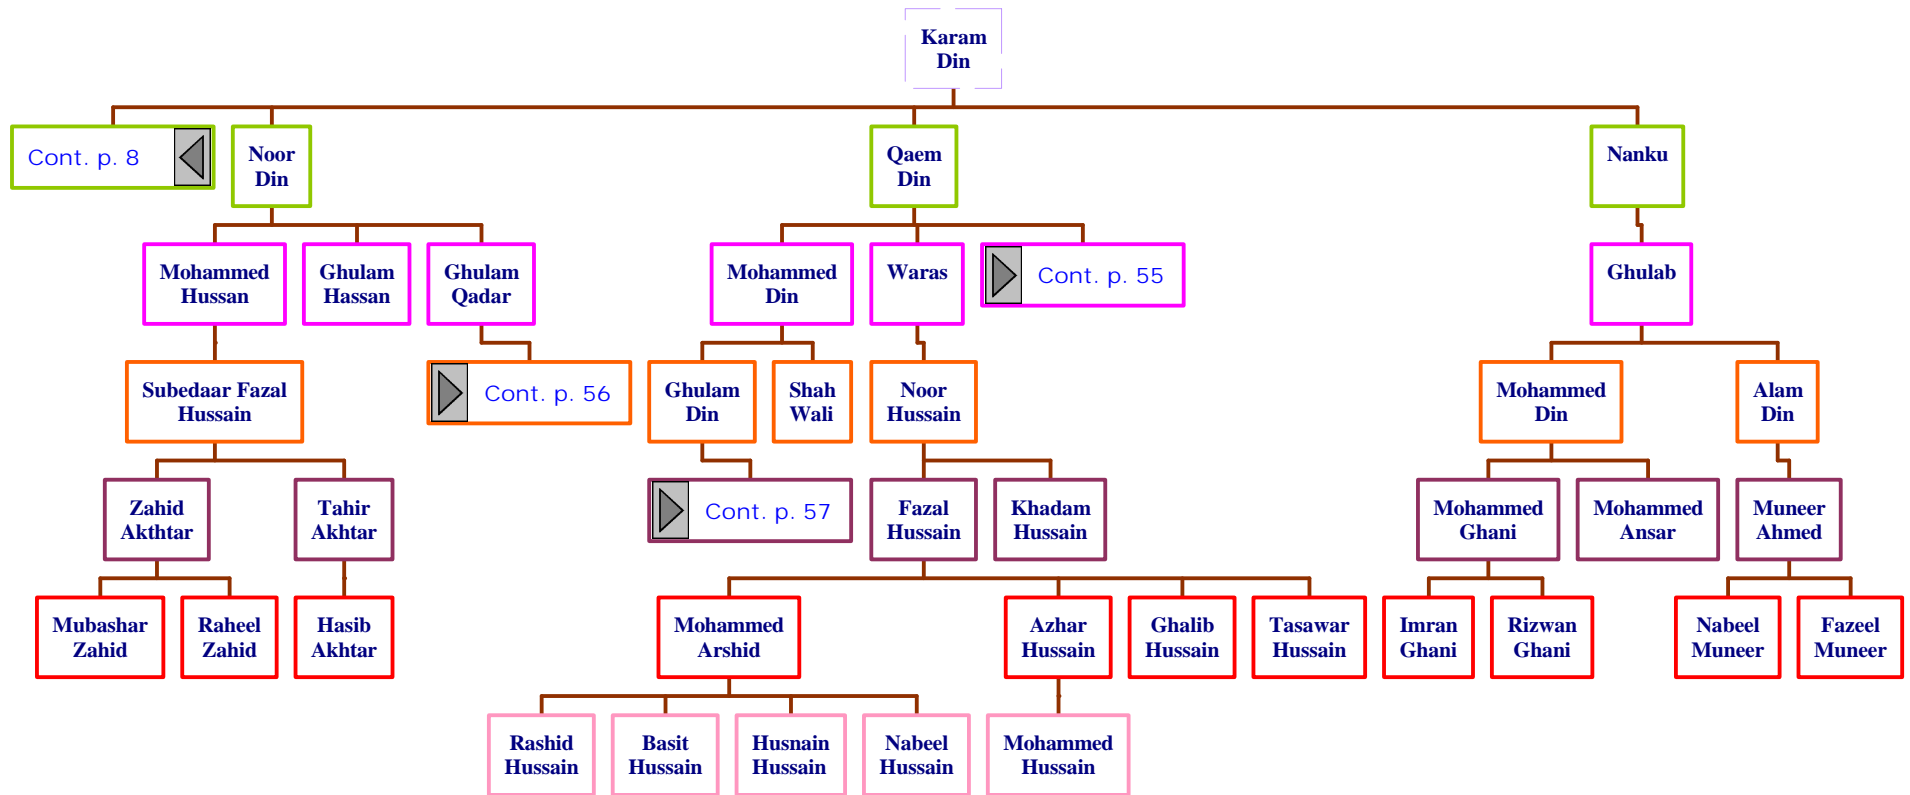 Karam
Din
Cont. p. 8
Noor
Din
Qaem
Din
Nanku
Mohammed
Hussan
Ghulam
Hassan
Ghulam
Qadar
Mohammed
Din
Waras
Cont. p. 55
Ghulab
Subedaar Fazal
Hussain
Cont. p. 56
Ghulam
Din
Shah
Wali
Noor
Hussain
Mohammed
Din
Alam
Din
Zahid
Akthtar
Tahir
Akhtar
Cont. p. 57
Fazal
Hussain
Khadam
Hussain
Mohammed
Ghani
Mohammed
Ansar
Muneer
Ahmed
Mubashar
Zahid
Raheel
Zahid
Hasib
Akhtar
Mohammed
Arshid
Azhar
Hussain
Ghalib
Hussain
Tasawar
Hussain
Imran
Ghani
Rizwan
Ghani
Nabeel
Muneer
Fazeel
Muneer
Rashid
Hussain
Basit
Hussain
Husnain
Hussain
Nabeel
Hussain
Mohammed
Hussain